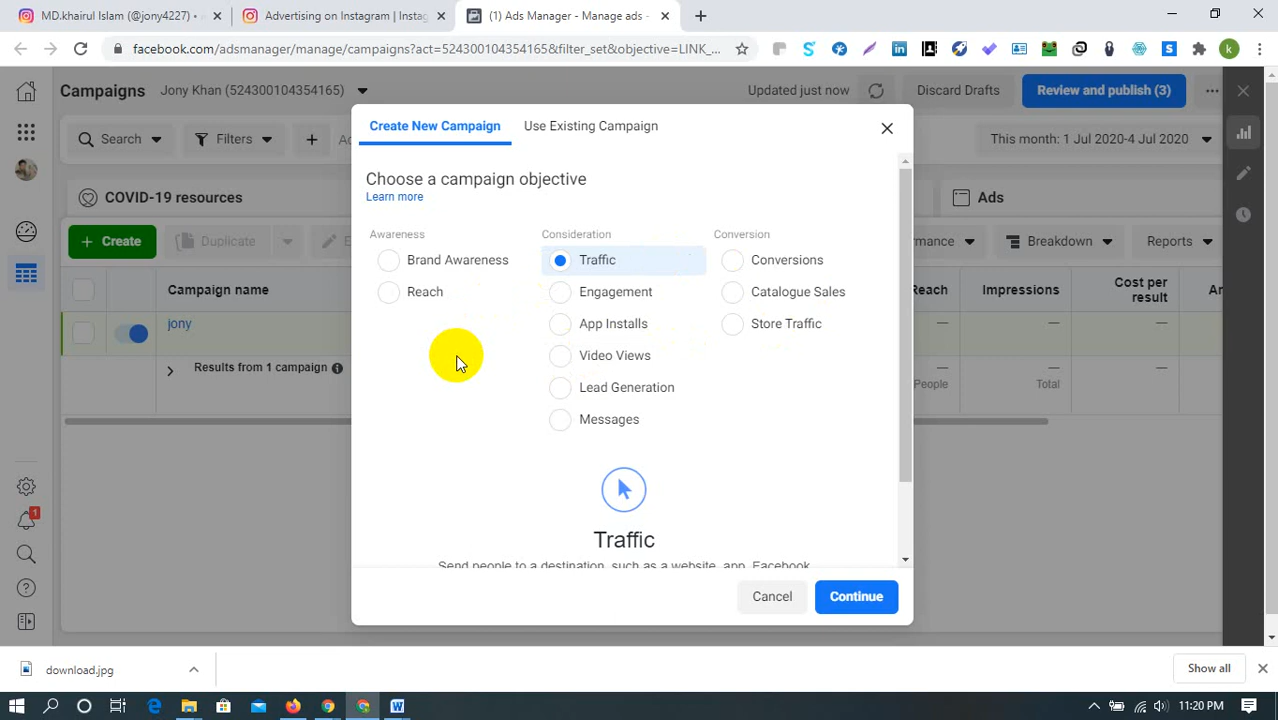 MD.khairul Islam (@jony4227) •
Advertising on Instagram | Instag
(1) Ads Manager - Manage ads -
facebook.com/adsmanager/manage/campaigns?act=524300104354165&filter_set&objective=LINK_...
Campaigns
Jony Khan (524300104354165)
Updated just now
Discard Drafts
Review and publish (3)
Create New Campaign
Use Existing Campaign
Search
Filters
This month: 1 Jul 2020-4 Jul 2020
Choose a campaign objective
Learn more
COVID-19 resources
Ads
Create
Duplicate
Breakdown
Reports
Awareness
Brand Awareness
Reach
Consideration
Traffic
Engagement
App Installs
Video Views
Lead Generation
Messages
Conversion
Conversions
Catalogue Sales
Store Traffic
Campaign name
Reach
Impressions
Cost per
result
jony
—
—
—
Results from 1 campaign
—
—
—
People
Total
Traffic
Send people to a destination, such as a website, app, Facebook
Cancel
Continue
1
download.jpg
Show all
11:20 PM